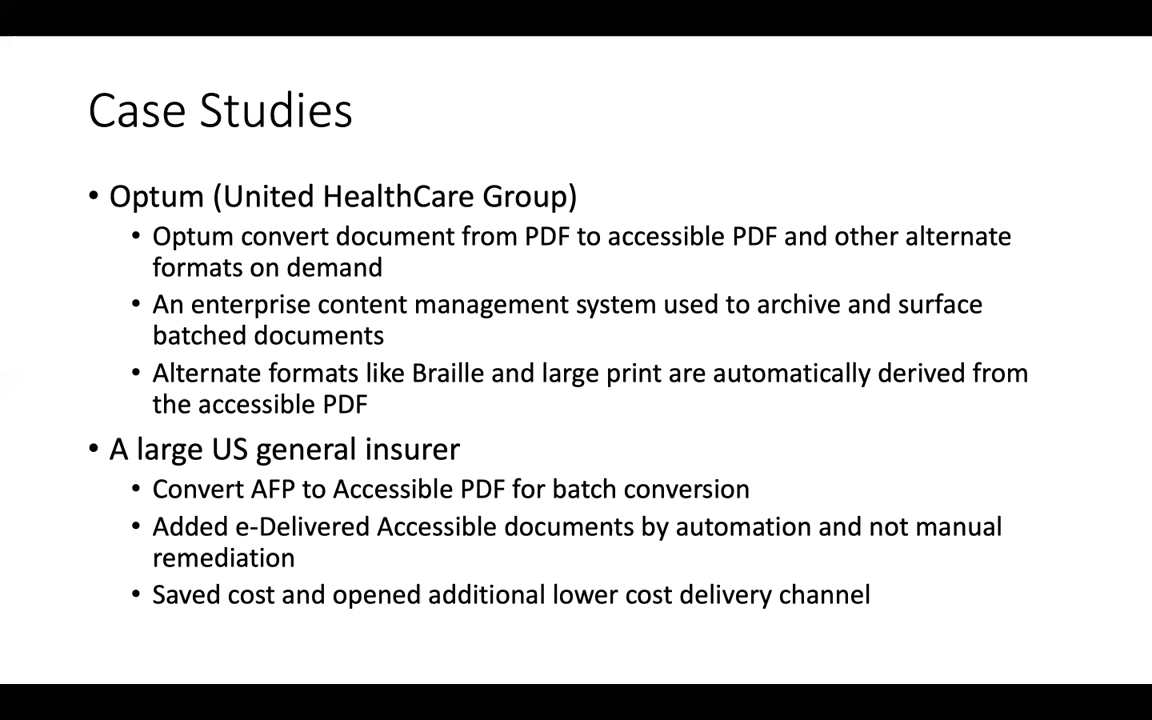 Case Studies
• Optum (United HealthCare Group)
• Optum convert document from PDF to accessible PDF and other alternate
formats on demand
• An enterprise content management system used to archive and surface
batched documents
• Alternate formats like Braille and large print are automatically derived from
the accessible PDF
• A large US general insurer
• Convert AFP to Accessible PDF for batch conversion
• Added e-Delivered Accessible documents by automation and not manual
remediation
• Saved cost and opened additional lower cost delivery channel